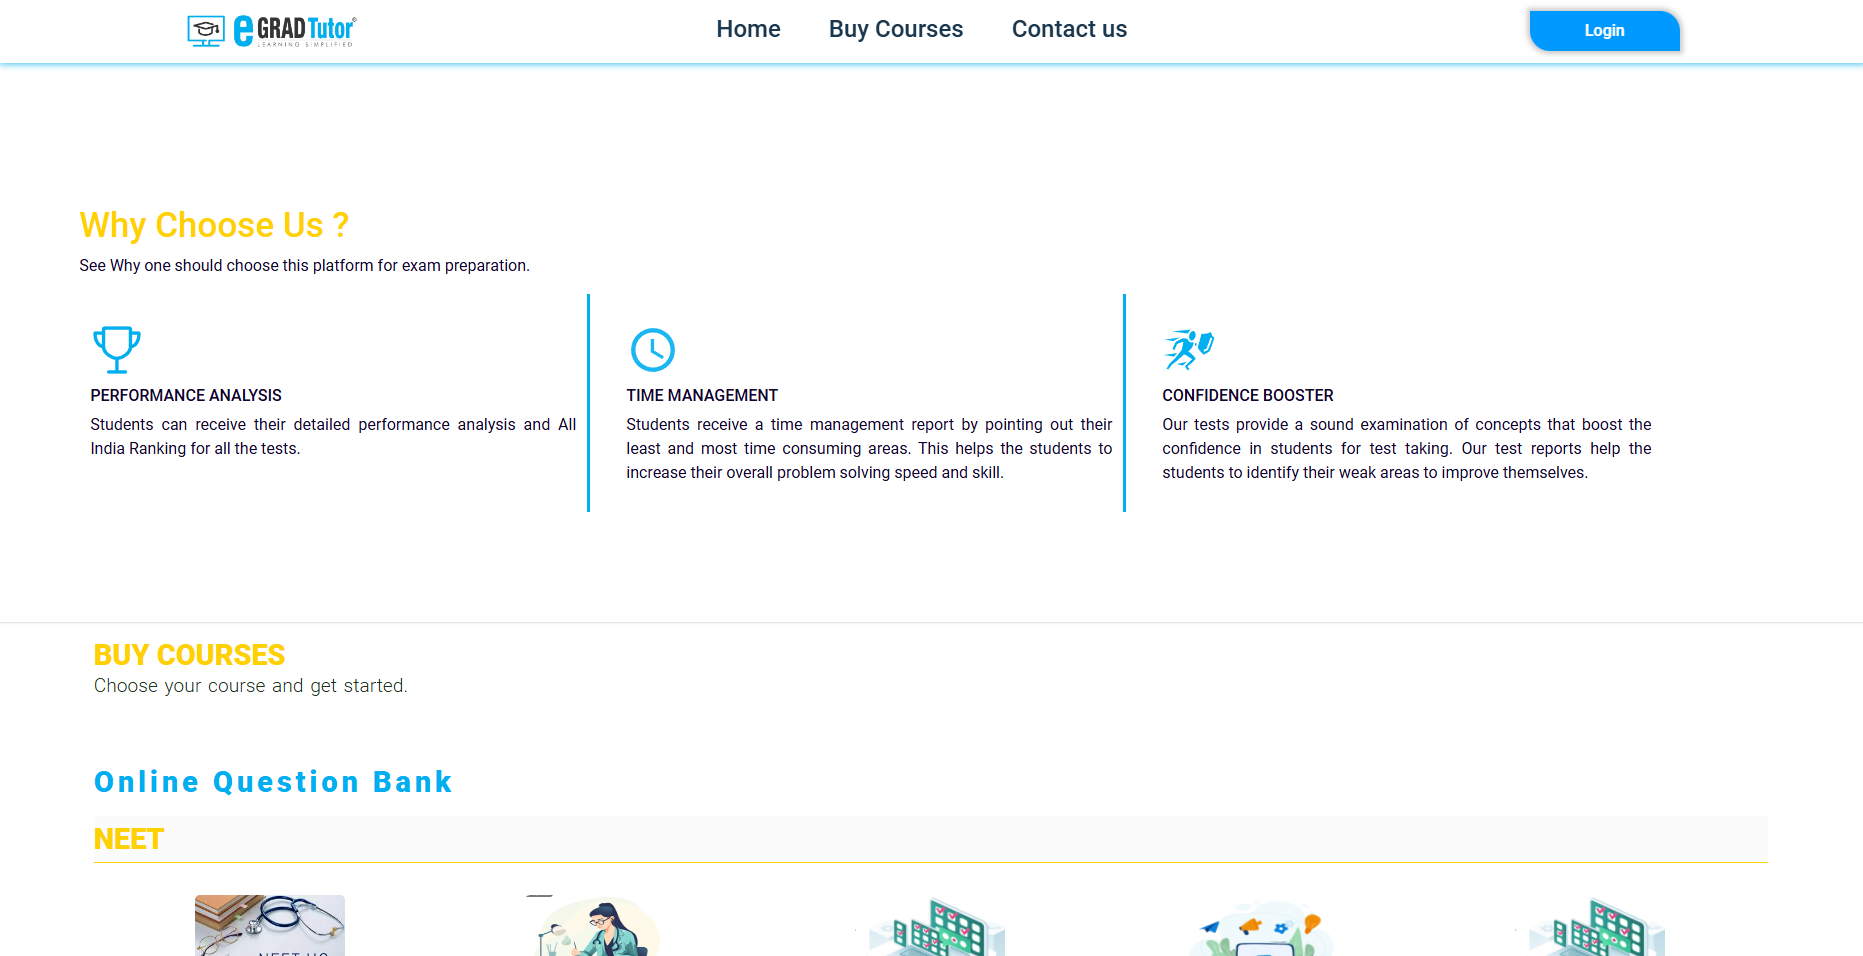 e GRAD Tutor®
LEARNING SIMPLIFIED
Home
Buy Courses
Contact us
Login
Why Choose Us ?
See Why one should choose this platform for exam preparation.
PERFORMANCE ANALYSIS
Students can receive their detailed performance analysis and All
India Ranking for all the tests.
TIME MANAGEMENT
Students receive a time management report by pointing out their
least and most time consuming areas. This helps the students to
increase their overall problem solving speed and skill.
CONFIDENCE BOOSTER
Our tests provide a sound examination of concepts that boost the
confidence in students for test taking. Our test reports help the
students to identify their weak areas to improve themselves.
BUY COURSES
Choose your course and get started.
Online Question Bank
NEET